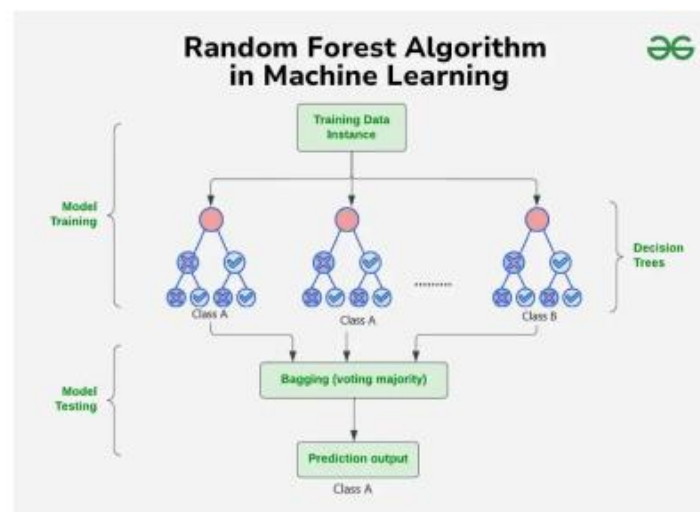 Random Forest Algorithm
in Machine Learning
Training Data
Instance
Model
Training
Decision
Trees
Class A
Class A
Class B
Bagging (voting majority)
Model
Testing
Prediction output
Class A